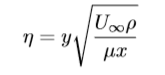 η = y√(U∞ρ / μx)